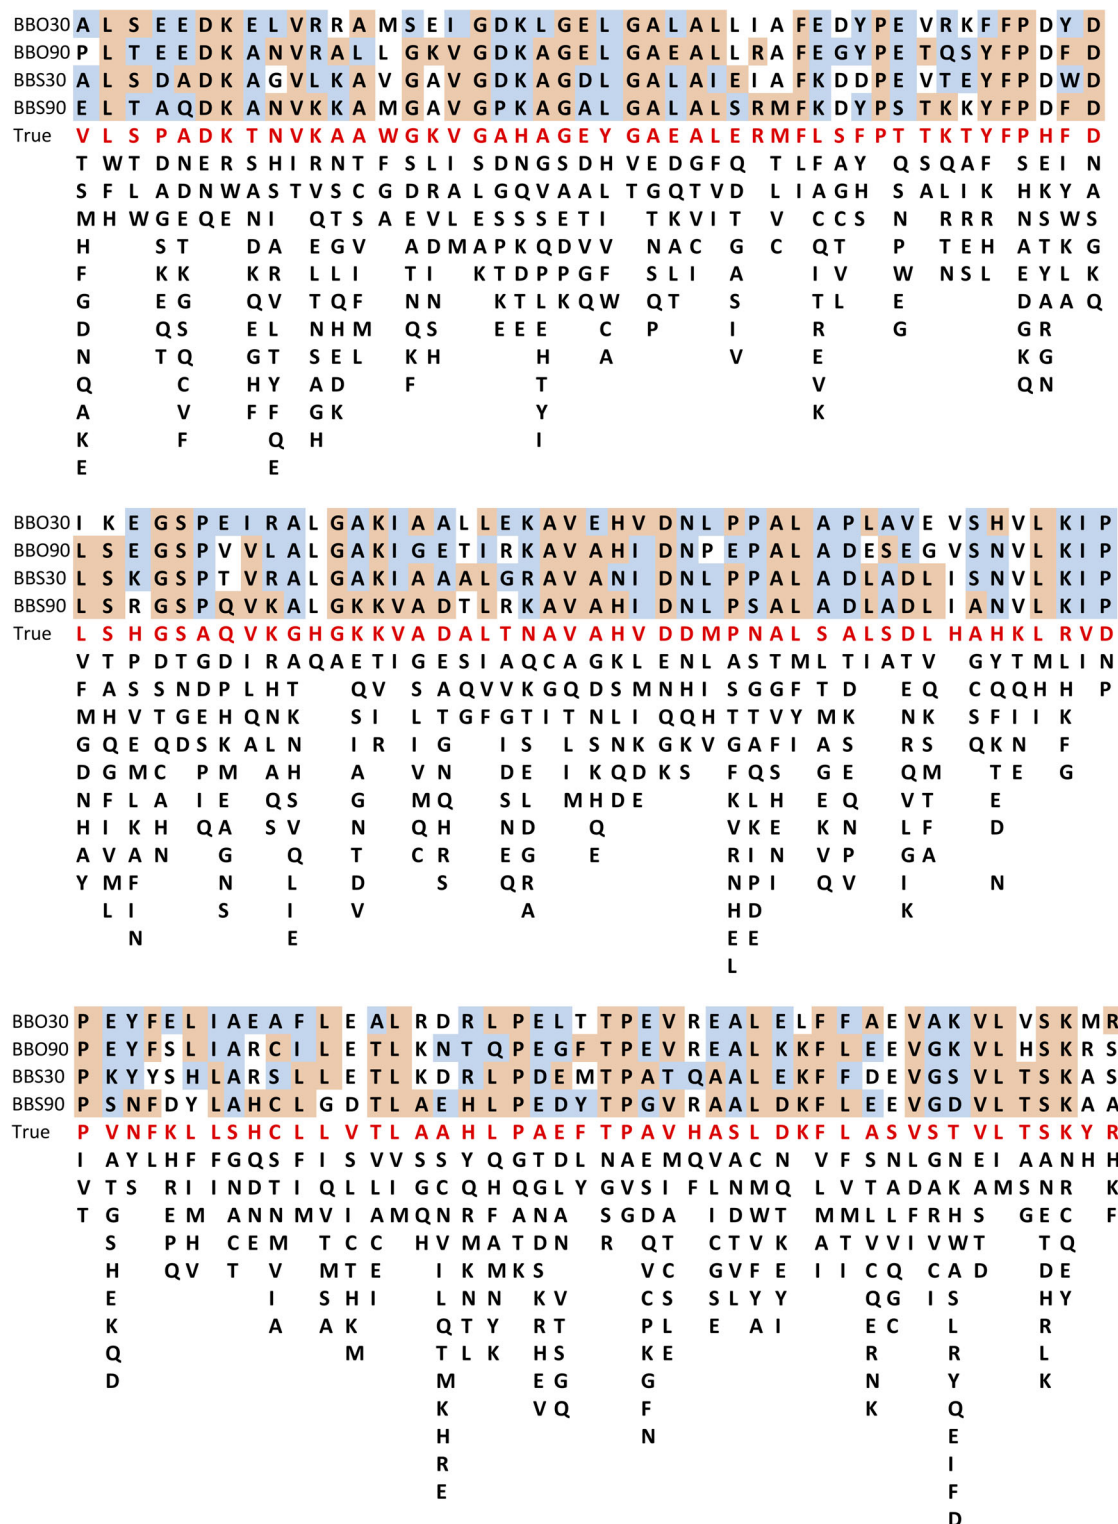 BBO30 A L S E E D K E L V R R A M S E I G D K L G E L G A L A L L I A F E D Y P E V R K F F P D Y D
BBO90 P L T E E D K A N V R A L L G K V G D K A G E L G A E A L L R A F E G Y P E T Q S Y F P D F D
BBS30 A L S D A D K A G V L K A V G A V G D K A G D L G A L A I E I A F K D D P E V T E Y F P D W D
BBS90 E L T A Q D K A N V K K A M G A V G P K A G A L G A L A L S R M F K D Y P S T K K Y F P D F D
True V L S P A D K T N V K A A W G K V G A H A G E Y G A E A L E R M F L S F P T T K T Y F P H F D
T W T D N E R S H I R N T F S L I S D N G S D H V E D G F Q T L F A Y Q S Q A F S E I N
S F L A D N W A S T V S C G D R A L G Q V A A L T G Q T V D L I A G H S A L I K H K Y A
M H W G E Q E N I Q T S A E V L E S S S E T I T K V I T V C C S N R R R N S W S
H S T D A E G V A D M A P K Q D V V N A C G C Q T P T E H A T K G
F K K K R L L I T I K T D P P G F S L I A I V W N S L E Y L K
G E G Q V T Q F N N K T L K Q W Q T S T L E D A A Q
D Q S E L N H M Q S E E E E C P I R G G R
N T Q G T S E L K H H A V E K G
Q C H Y A D F T V Q N
A V F F G K Y K
K F Q H I
E E
BBO30 I K E G S P E I R A L G A K I A A L L E K A V E H V D N L P P A L A P L A V E V S H V L K I P
BBO90 L S E G S P V V L A L G A K I G E T I R K A V A H I D N P E P A L A D E S E G V S N V L K I P
BBS30 L S K G S P T V R A L G A K I A A A L G R A V A N I D N L P P A L A D L A D L I S N V L K I P
BBS90 L S R G S P Q V K A L G K K V A D T L R K A V A H I D N L P S A L A D L A D L I A N V L K I P
True L S H G S A Q V K G H G K K V A D A L T N A V A H V D D M P N A L S A L S D L H A H K L R V D
V T P D T G D I R A Q A E T I G E S I A Q C A G K L E N L A S T M L T I A T V G Y T M L I N
F A S S N D P L H T Q V S A Q V V K G Q D S M N H I S G G F T D E Q C Q Q H H P
M H V T G E H Q N K S I L T G F G T I T N L I Q Q H T T V Y M K N K S F I I K
G Q E Q D S K A L N I R I G I S L S N K G K V G A F I A S R S Q K N F
D G M C P M A H A V N D E I K Q D K S F Q S G E Q M T E G
N F L A I E Q S G M Q S L M H D E K L H E Q V T E
H I K H Q A S V N Q H N D Q V K E K N L F D
A V A N G Q T C R E G E R I N V P G A
Y M F N L D S Q R N P I Q V I N
L I S I V A H D K
N E E E
L
BBO30 P E Y F E L I A E A F L E A L R D R L P E L T T P E V R E A L E L F F A E V A K V L V S K M R
BBO90 P E Y F S L I A R C I L E T L K N T Q P E G F T P E V R E A L K K F L E E V G K V L H S K R S
BBS30 P K Y Y S H L A R S L L E T L K D R L P D E M T P A T Q A A L E K F F D E V G S V L T S K A S
BBS90 P S N F D Y L A H C L G D T L A E H L P E D Y T P G V R A A L D K F L E E V G D V L T S K A A
True P V N F K L L S H C L L V T L A A H L P A E F T P A V H A S L D K F L A S V S T V L T S K Y R
I A Y L H F F G Q S F I S V V S S Y Q G T D L N A E M Q V A C N V F S N L G N E I A A N H H
V T S R I I N D T I Q L L I G C Q H Q G L Y G V S I F L N M Q L V T A D A K A M S N R K
T G E M A N N M V I A M Q N R F A N A S G D A I D W T M M L L F R H S G E C F
S P H C E M T C C H V M A T D N R Q T C T V K A T V V I V W T T Q
H Q V T V M T E I K M K S V C G V F E I I C Q C A D D E
E I S H I L N N K V C S S L Y Y Q G I S H Y
K A A K Q T Y R T P L E A I E C L R
Q M T L K H S K E R R L
D M E G G N Y K
K V Q F K Q
H N E
R I
E F
D